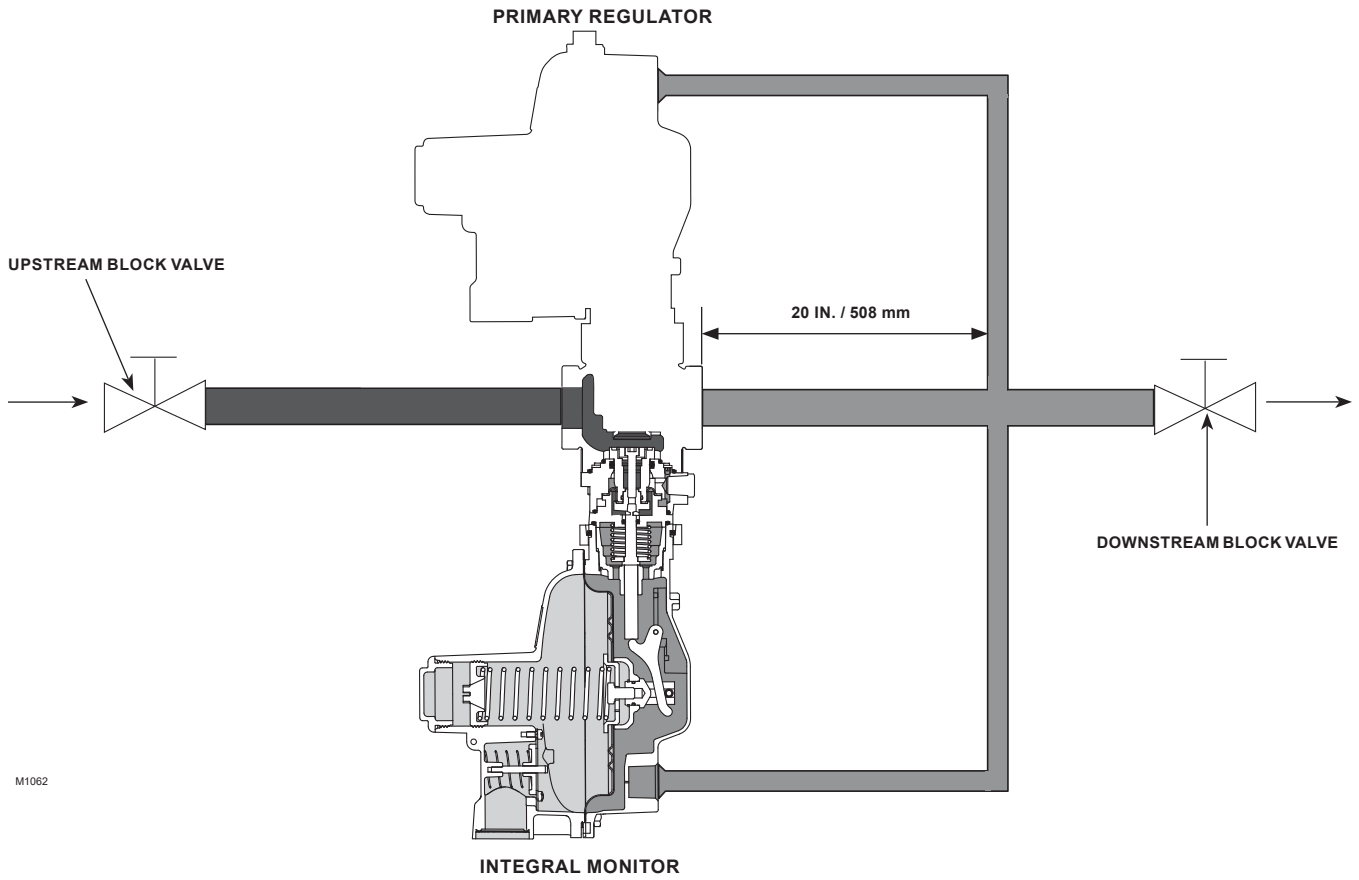 PRIMARY REGULATOR
UPSTREAM BLOCK VALVE
20 IN. / 508 mm
DOWNSTREAM BLOCK VALVE
M1062
INTEGRAL MONITOR